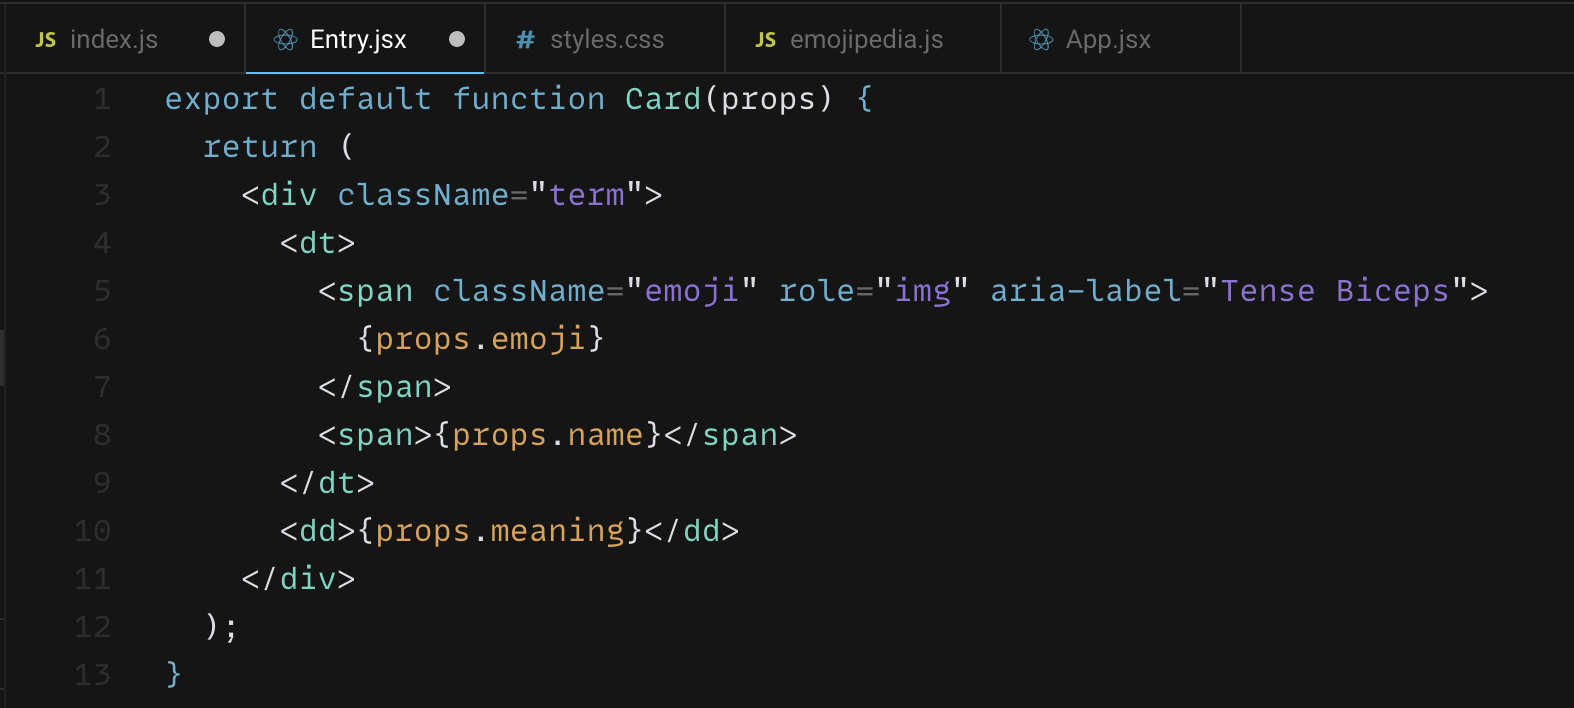 JS index.js Entry.jsx # styles.css JS emojipedia.js App.jsx
1 export default function Card(props) {
2   return (
3     <div className="term">
4       <dt>
5         <span className="emoji" role="img" aria-label="Tense Biceps">
6           {props.emoji}
7         </span>
8         <span>{props.name}</span>
9       </dt>
10       <dd>{props.meaning}</dd>
11     </div>
12   );
13 }